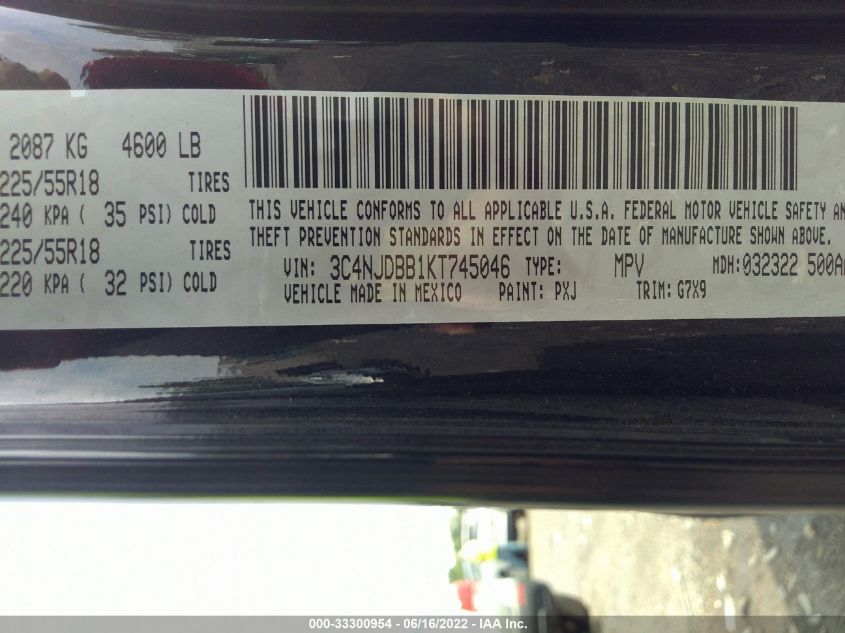 2087 KG 4600 LB
225/55R18 TIRES
240 KPA ( 35 PSI) COLD
225/55R18 TIRES
220 KPA ( 32 PSI) COLD
THIS VEHICLE CONFORMS TO ALL APPLICABLE U.S.A. FEDERAL MOTOR VEHICLE SAFETY AN
THEFT PREVENTION STANDARDS IN EFFECT ON THE DATE OF MANUFACTURE SHOWN ABOVE.
VIN: 3C4NJDBB1KT745046 TYPE: MPV MDH:032322 500A
VEHICLE MADE IN MEXICO PAINT: PXJ TRIM: G7X9
000-33300954 - 06/16/2022 - IAA Inc.